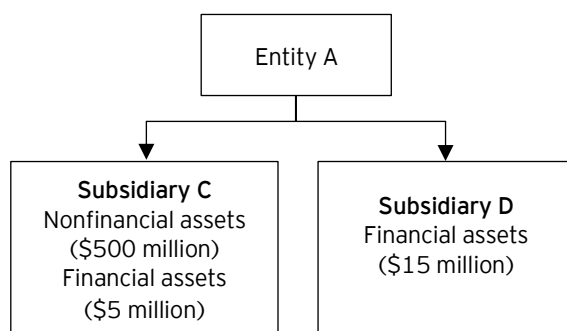 Entity A
Subsidiary C
Nonfinancial assets
($500 million)
Financial assets
($5 million)
Subsidiary D
Financial assets
($15 million)